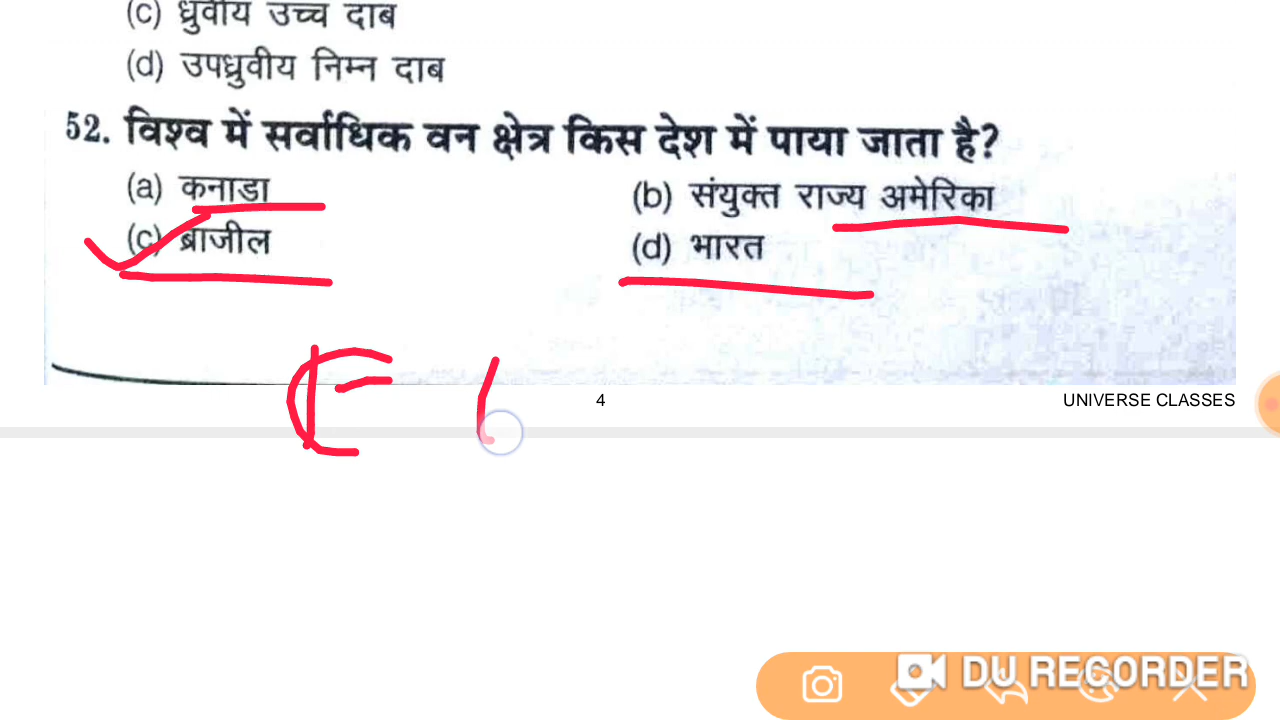 (c) ध्रुवीय उच्च दाब
(d) उपध्रुवीय निम्न दाब
52. विश्व में सर्वाधिक वन क्षेत्र किस देश में पाया जाता है?
(a) कनाडा (b) संयुक्त राज्य अमेरिका
(c) ब्राजील (d) भारत
4 UNIVERSE CLASSES
DU RECORDER